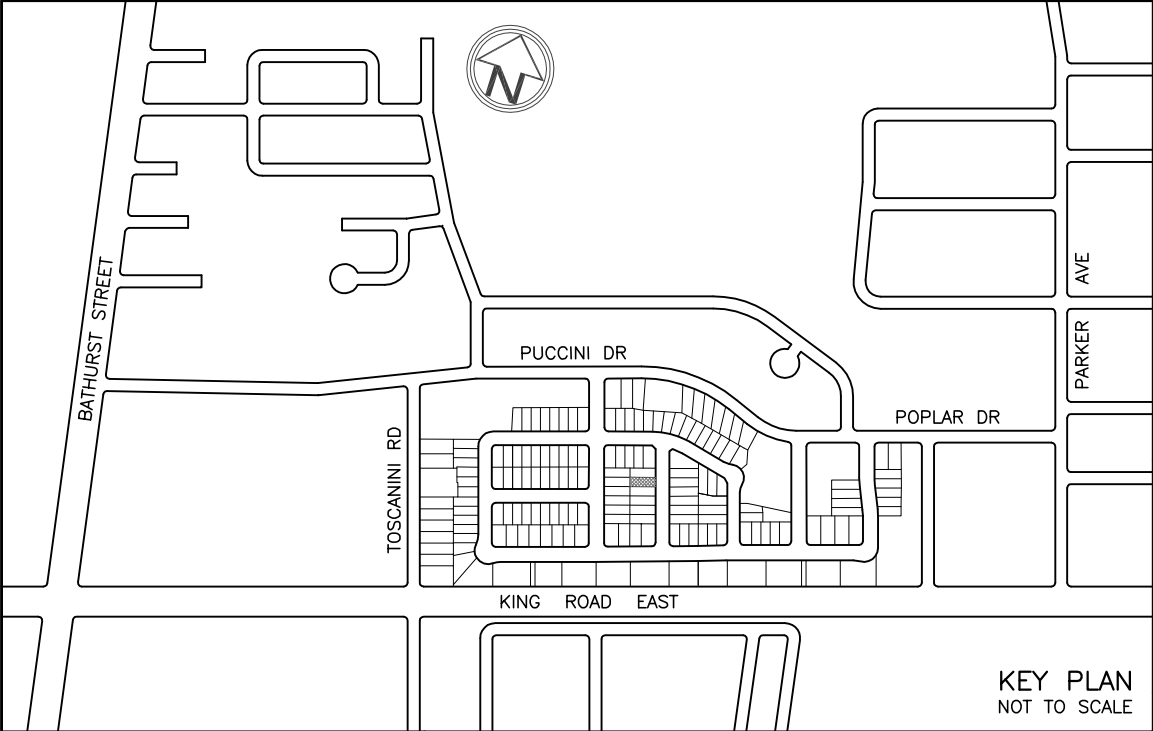 N
BATHURST STREET
PUCCINI DR
AVE
PARKER
POPLAR DR
TOSCANINI RD
KING ROAD EAST
KEY PLAN
NOT TO SCALE